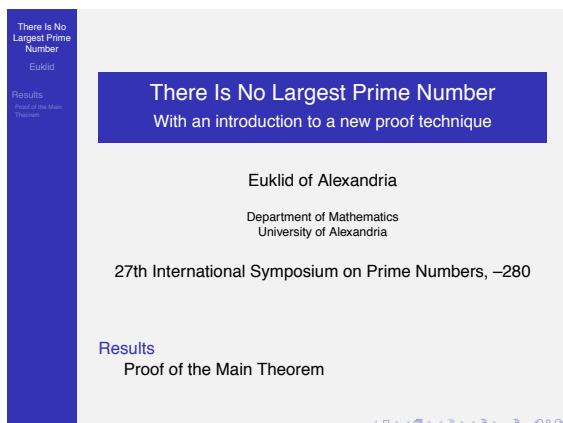 There Is No
Largest Prime
Number
Euklid
Results
Proof of the Main
Theorem
There Is No Largest Prime Number
With an introduction to a new proof technique
Euklid of Alexandria
Department of Mathematics
University of Alexandria
27th International Symposium on Prime Numbers, –280
Results
Proof of the Main Theorem